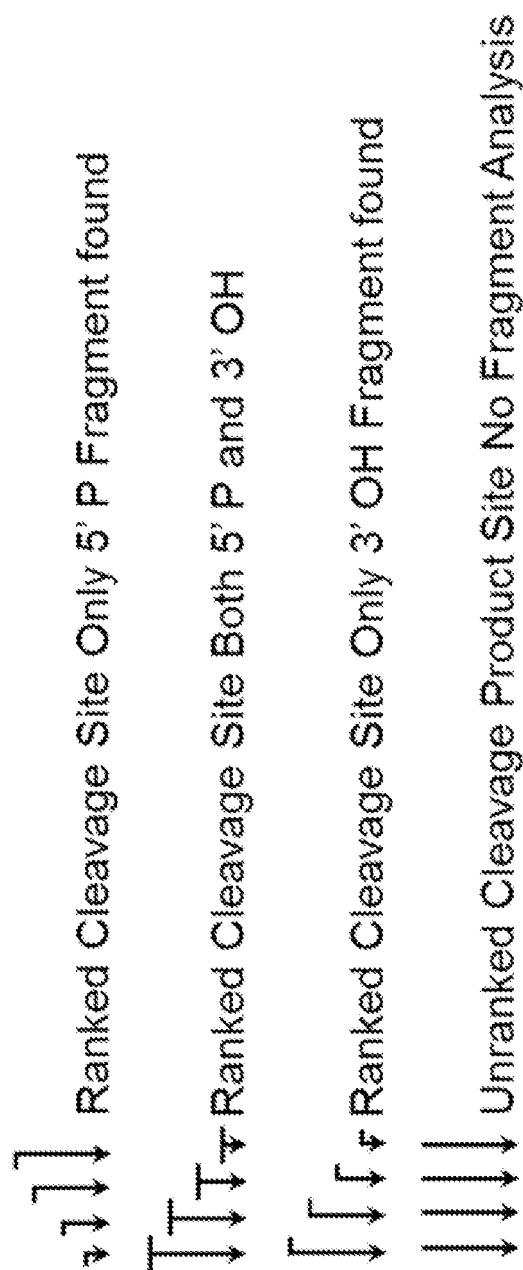 Ranked Cleavage Site Only 5' P Fragment found
Ranked Cleavage Site Both 5' P and 3' OH
Ranked Cleavage Site Only 3' OH Fragment found
Unranked Cleavage Product Site No Fragment Analysis